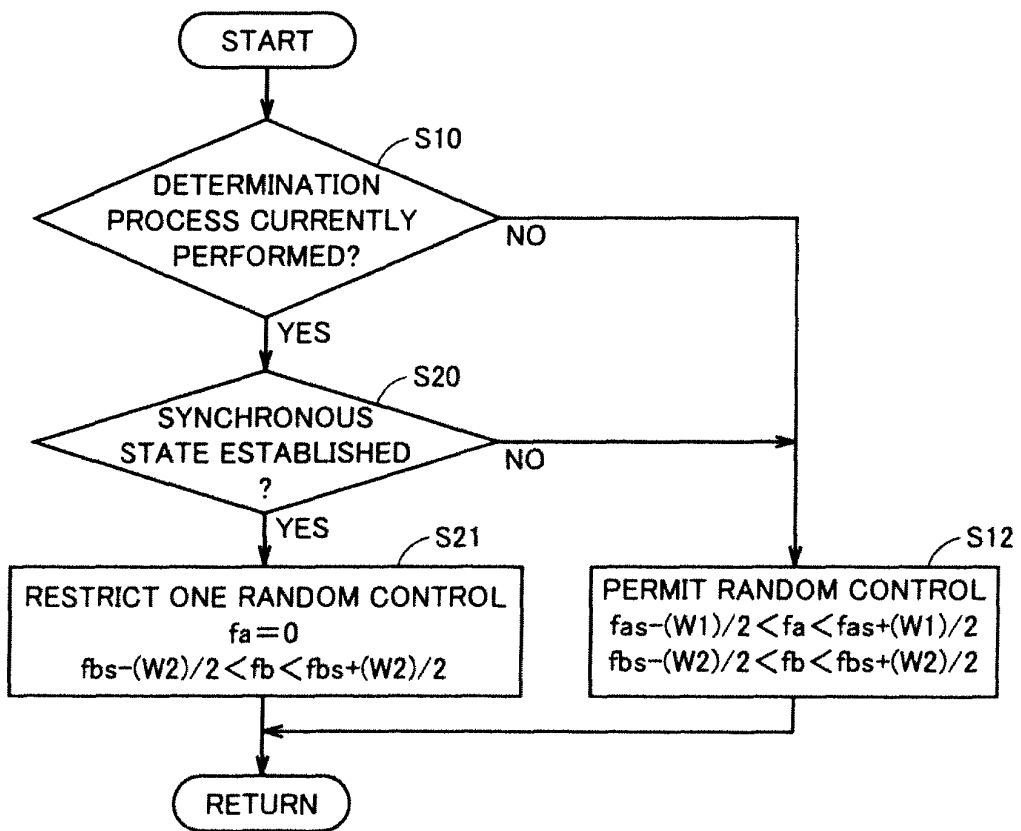 START
S10
DETERMINATION
PROCESS CURRENTLY
PERFORMED?
NO
YES
S20
SYNCHRONOUS
STATE ESTABLISHED
?
NO
YES
S21
RESTRICT ONE RANDOM CONTROL
fa=0
fbs-(W2)/2<fb<fbs+(W2)/2
S12
PERMIT RANDOM CONTROL
fas-(W1)/2<fa<fas+(W1)/2
fbs-(W2)/2<fb<fbs+(W2)/2
RETURN